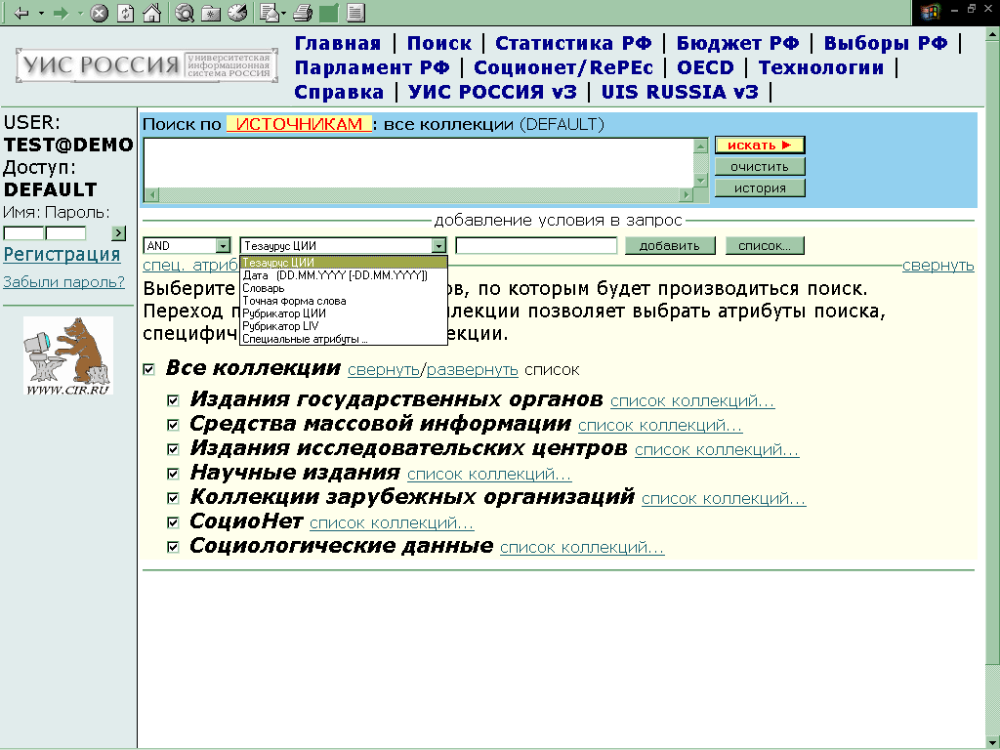 УИС РОССИЯ университетская информационная система РОССИЯ
Главная | Поиск | Статистика РФ | Бюджет РФ | Выборы РФ |
Парламент РФ | Соционет/RePEc | OECD | Технологии |
Справка | УИС РОССИЯ v3 | UIS RUSSIA v3 |
USER:
TEST@DEMO
Доступ:
DEFAULT
Имя: Пароль:
Регистрация
Забыли пароль?
WWW.CIR.RU
Поиск по ИСТОЧНИКАМ : все коллекции (DEFAULT)
искать
очистить
история
добавление условия в запрос
AND Тезаурус ЦИИ добавить список...
спец. атриб свернуть
Тезаурус ЦИИ
Дата (DD.MM.YYYY [-DD.MM.YYYY])
Словарь
Точная форма слова
Рубрикатор ЦИИ
Рубрикатор LIV
Специальные атрибуты ...
Выберите ов, по которым будет производиться поиск.
Переход п ллекции позволяет выбрать атрибуты поиска,
специфич екции.
Все коллекции свернуть/развернуть список
Издания государственных органов список коллекций...
Средства массовой информации список коллекций...
Издания исследовательских центров список коллекций...
Научные издания список коллекций...
Коллекции зарубежных организаций список коллекций...
СоциоНет список коллекций...
Социологические данные список коллекций...